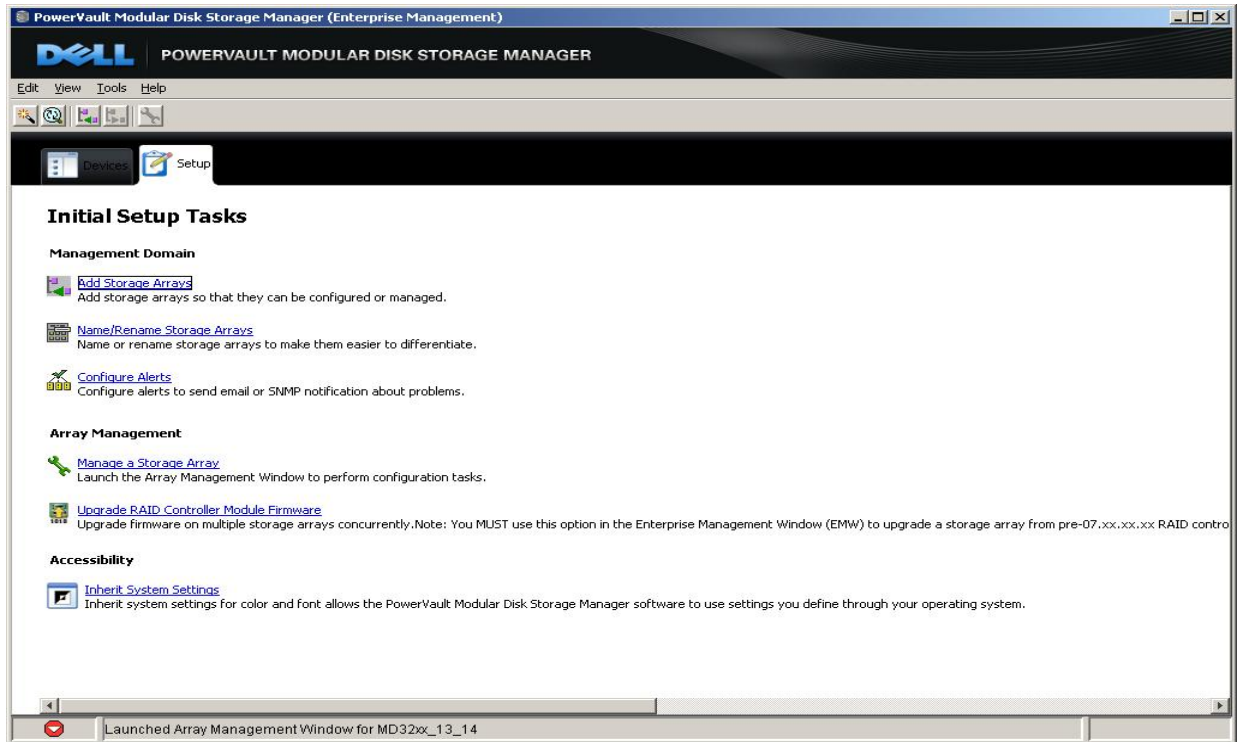 PowerVault Modular Disk Storage Manager (Enterprise Management)
DELL POWERVAULT MODULAR DISK STORAGE MANAGER
Edit View Tools Help
Devices Setup
Initial Setup Tasks
Management Domain
Add Storage Arrays
Add storage arrays so that they can be configured or managed.
Name/Rename Storage Arrays
Name or rename storage arrays to make them easier to differentiate.
Configure Alerts
Configure alerts to send email or SNMP notification about problems.
Array Management
Manage a Storage Array
Launch the Array Management Window to perform configuration tasks.
Upgrade RAID Controller Module Firmware
Upgrade firmware on multiple storage arrays concurrently.Note: You MUST use this option in the Enterprise Management Window (EMW) to upgrade a storage array from pre-07.xx.xx.xx RAID contro
Accessibility
Inherit System Settings
Inherit system settings for color and font allows the PowerVault Modular Disk Storage Manager software to use settings you define through your operating system.
Launched Array Management Window for MD32xx_13_14